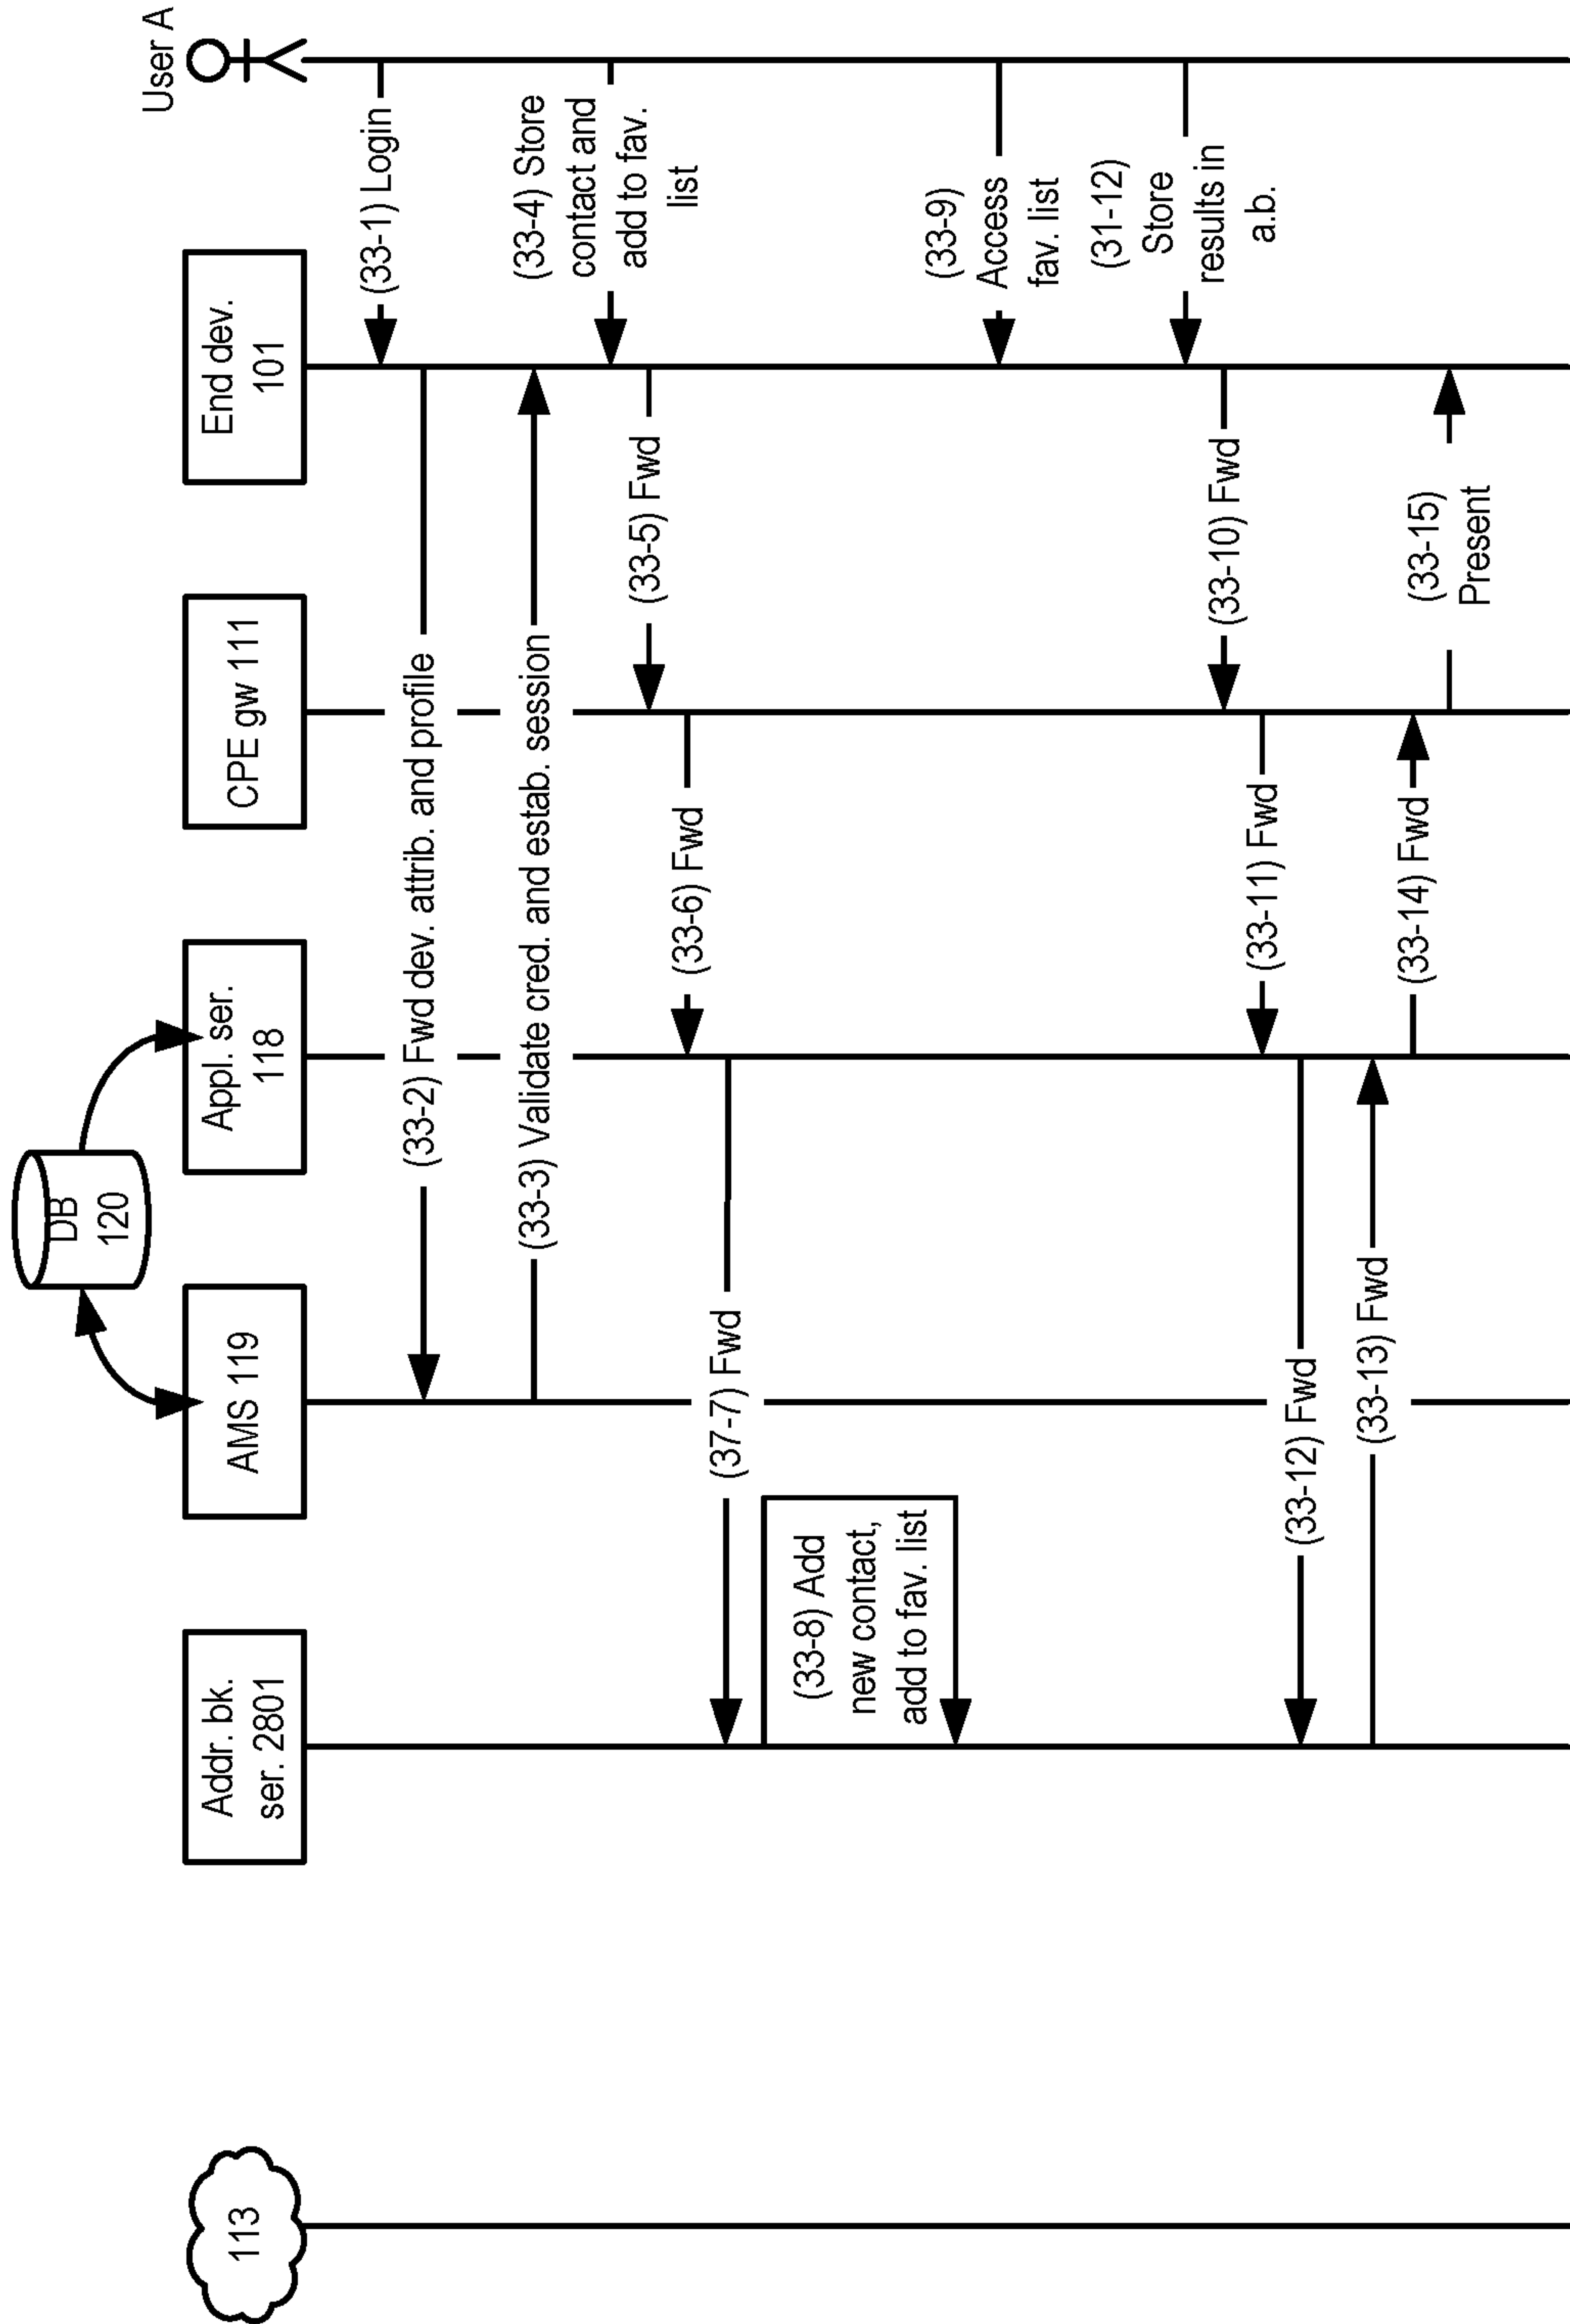 User A
DB
120
113
Addr. bk.
ser. 2801
AMS 119
Appl. ser.
118
CPE gw 111
End dev.
101
(33-1) Login
(33-2) Fwd dev. attrib. and profile
(33-3) Validate cred. and estab. session
(33-4) Store
contact and
add to fav.
list
(33-5) Fwd
(33-6) Fwd
(37-7) Fwd
(33-8) Add
new contact,
add to fav. list
(33-9)
Access
fav. list
(31-12)
Store
results in
a.b.
(33-10) Fwd
(33-11) Fwd
(33-12) Fwd
(33-13) Fwd
(33-14) Fwd
(33-15)
Present